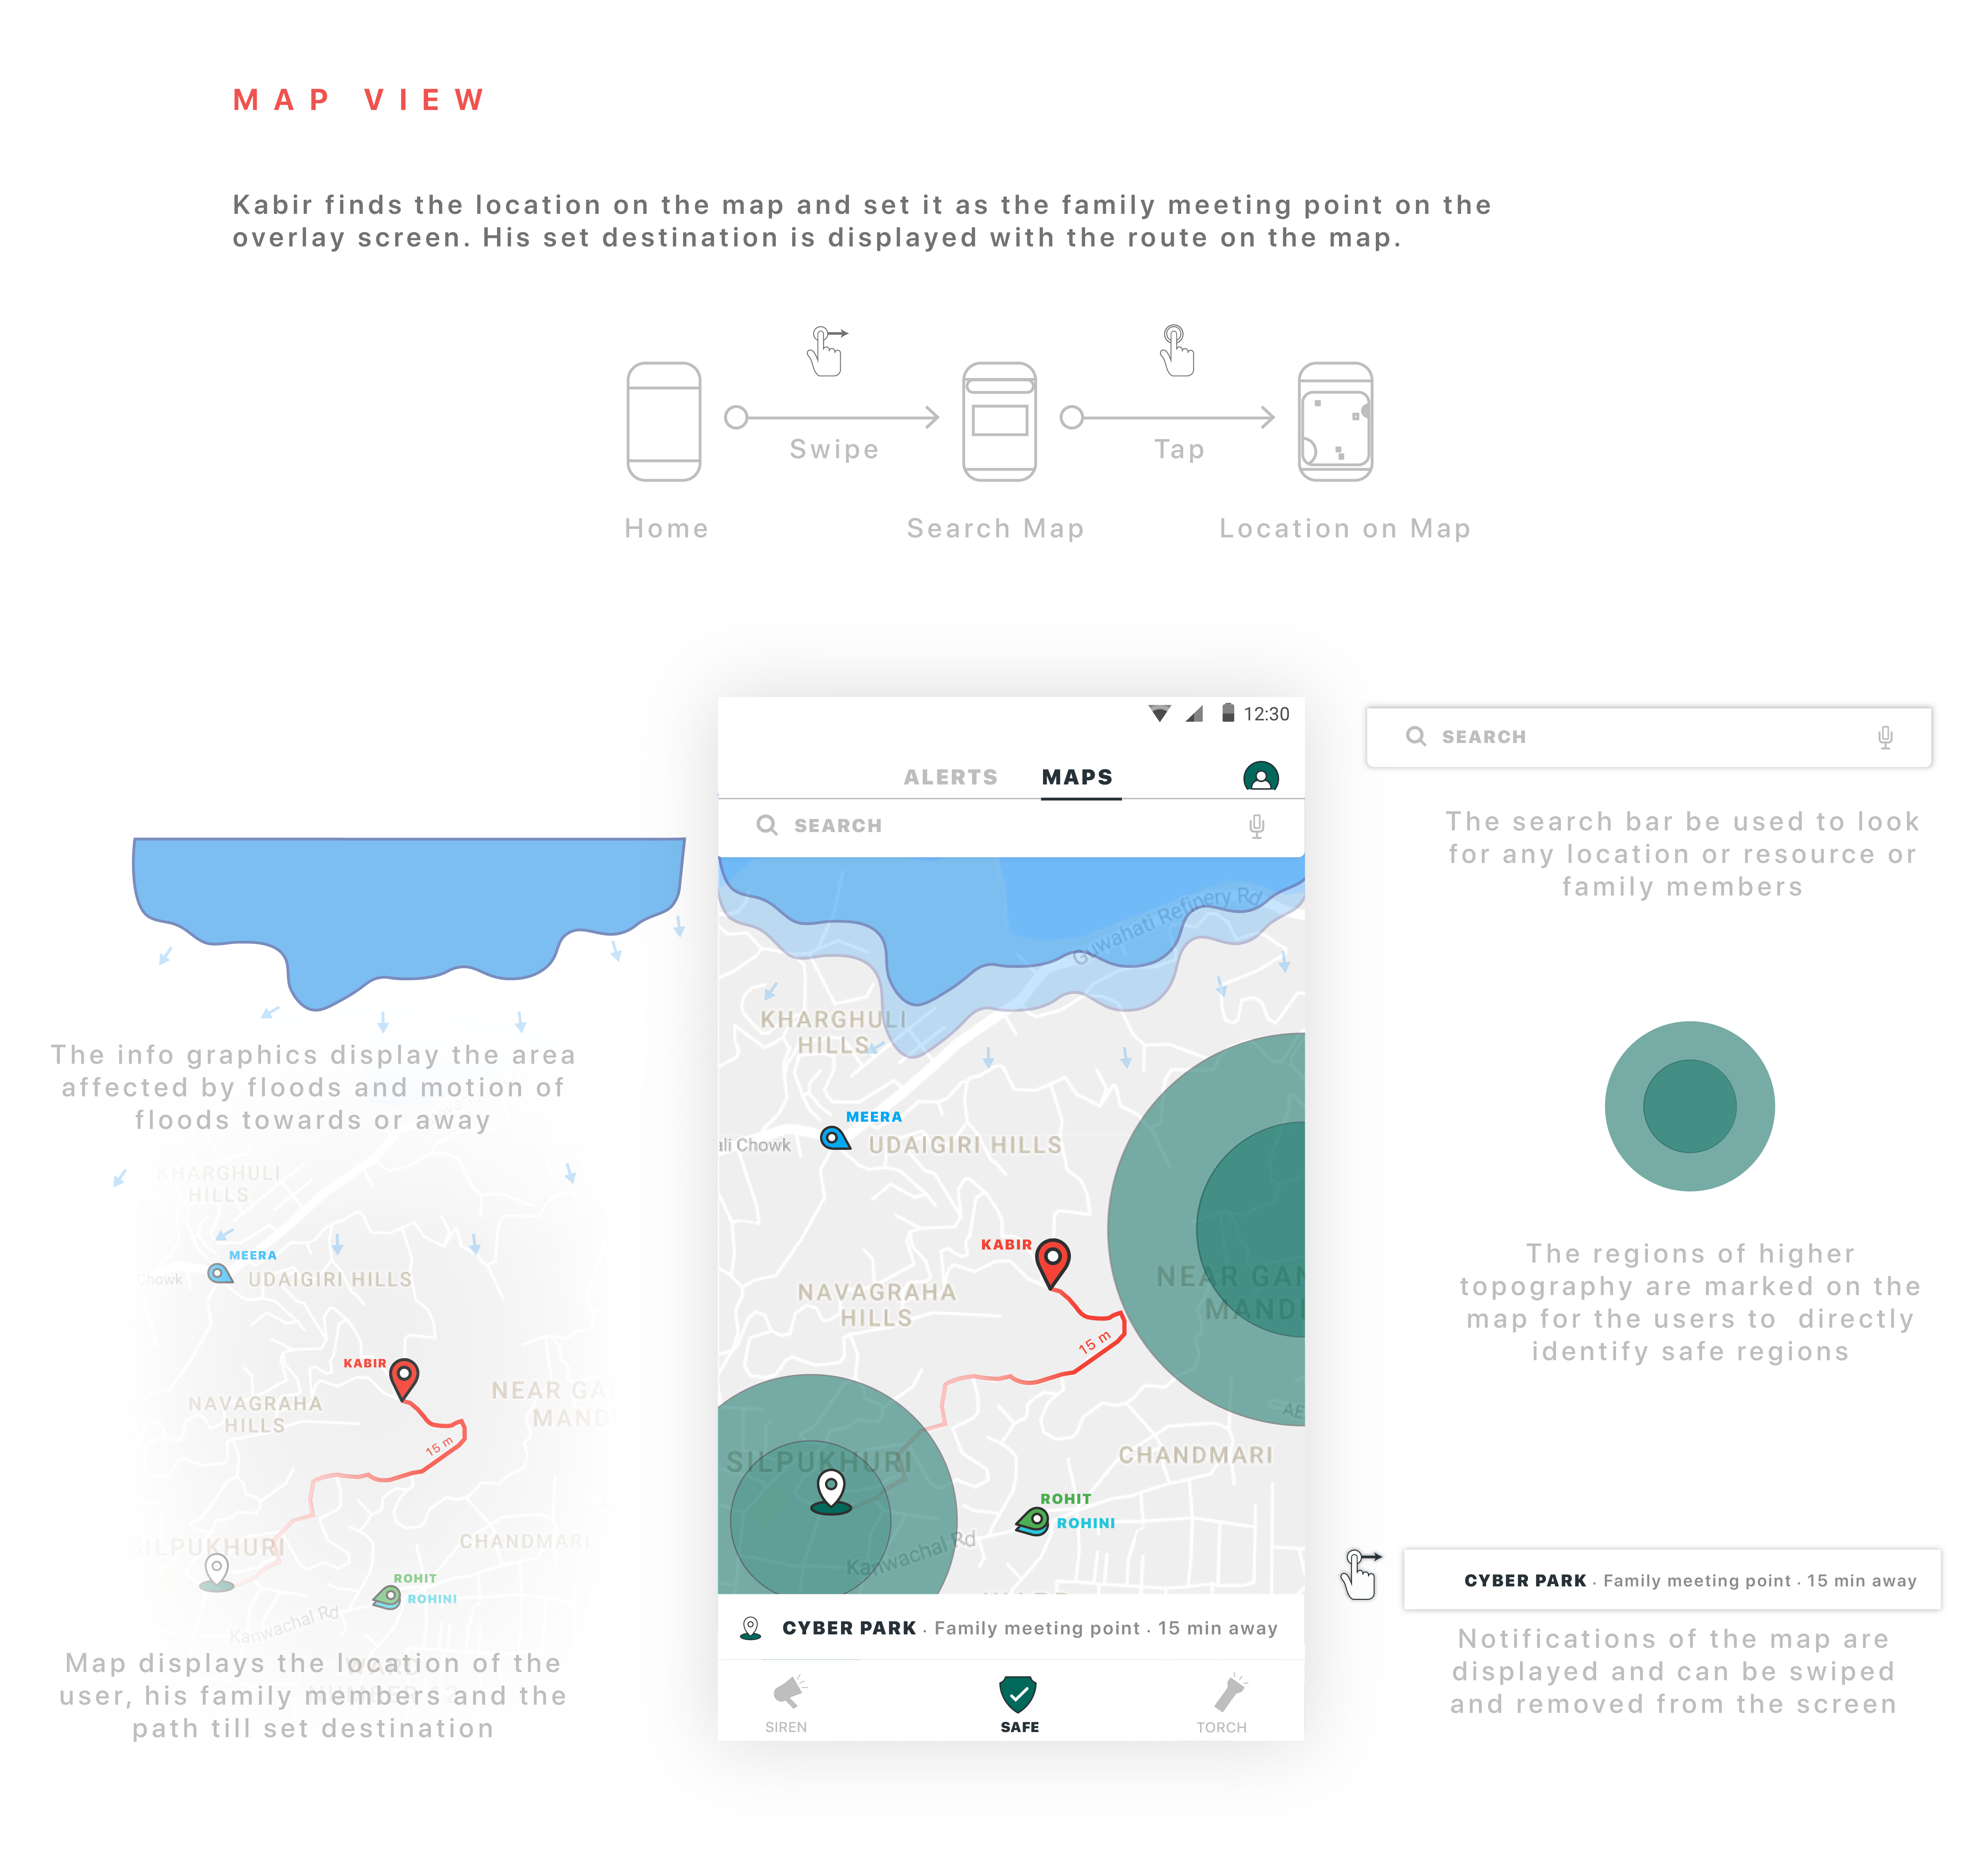 MAP VIEW
Kabir finds the location on the map and set it as the family meeting point on the
overlay screen. His set destination is displayed with the route on the map.
Swipe
Tap
Home
Search Map
Location on Map
12:30
ALERTS
MAPS
SEARCH
Guwahati Refinery Rd
KHARGHULI
HILLS
MEERA
ali Chowk
UDAIGIRI HILLS
KABIR
NEAR GAN
MANDI
NAVAGRAHA
HILLS
15 m
AE
SILPUKHURI
CHANDMARI
ROHIT
ROHINI
Kanwachal Rd
CYBER PARK · Family meeting point · 15 min away
SIREN
SAFE
TORCH
The info graphics display the area
affected by floods and motion of
floods towards or away
KHARGHULI
HILLS
MEERA
Chowk
UDAIGIRI HILLS
KABIR
NAVAGRAHA
HILLS
NEAR GA
MAND
15 m
SILPUKHURI
CHANDMARI
ROHIT
ROHINI
Kanwachal Rd
Map displays the location of the
user, his family members and the
path till set destination
SEARCH
The search bar be used to look
for any location or resource or
family members
The regions of higher
topography are marked on the
map for the users to directly
identify safe regions
CYBER PARK · Family meeting point · 15 min away
Notifications of the map are
displayed and can be swiped
and removed from the screen